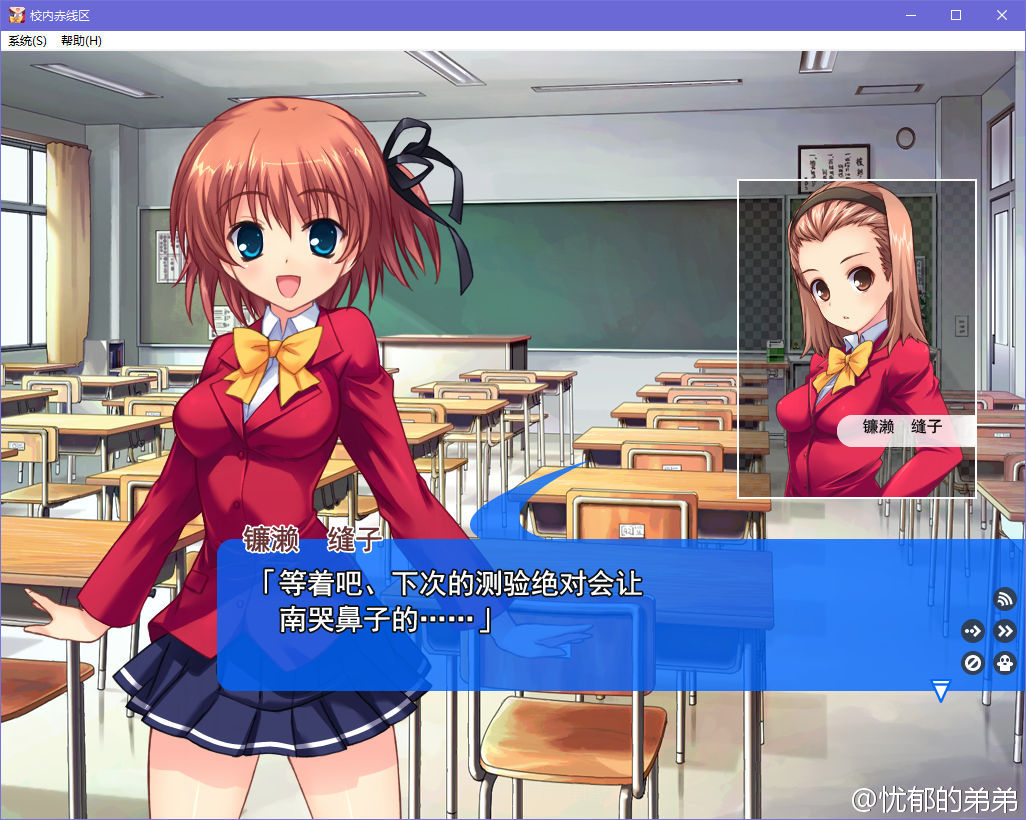 校内赤线区
系统(S) 帮助(H)
镰濑 缝子
镰濑 缝子
「等着吧、下次的测验绝对会让
南哭鼻子的……」
@忧郁的弟弟